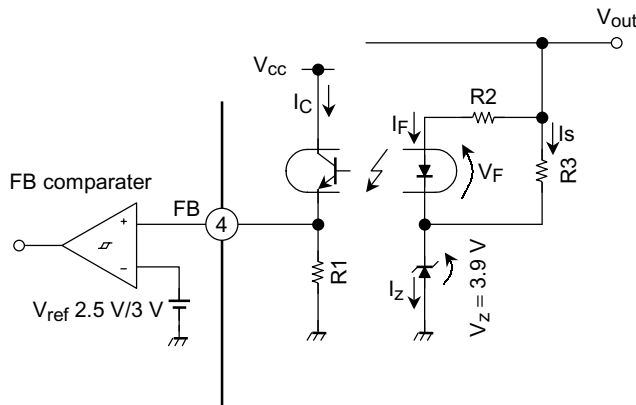 Vout
Vcc
IC
R2
IF
Is
VF
R3
FB comparater
FB
4
+
−
R1
Iz
Vz = 3.9 V
Vref 2.5 V/3 V